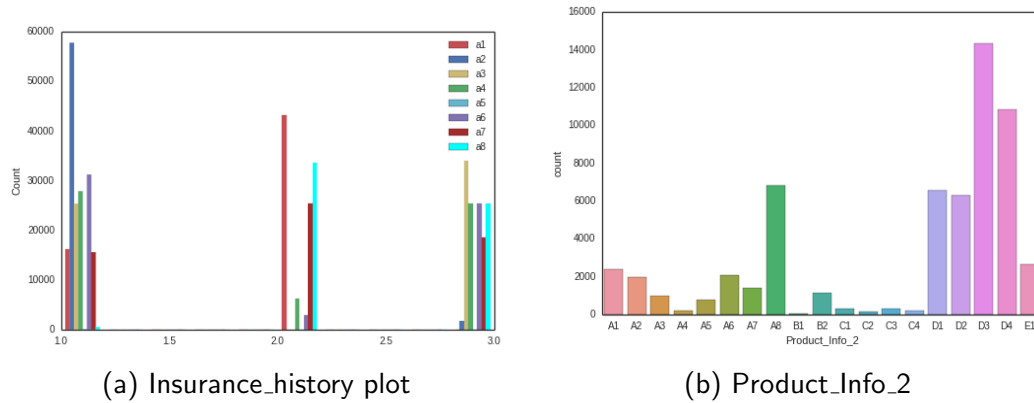 60000
50000
40000
30000
20000
10000
0
Count
1.0 1.5 2.0 2.5 3.0
a1
a2
a3
a4
a5
a6
a7
a8
(a) Insurance_history plot
16000
14000
12000
10000
8000
6000
4000
2000
0
count
A1 A2 A3 A4 A5 A6 A7 A8 B1 B2 C1 C2 C3 C4 D1 D2 D3 D4 E1
Product_Info_2
(b) Product_Info_2